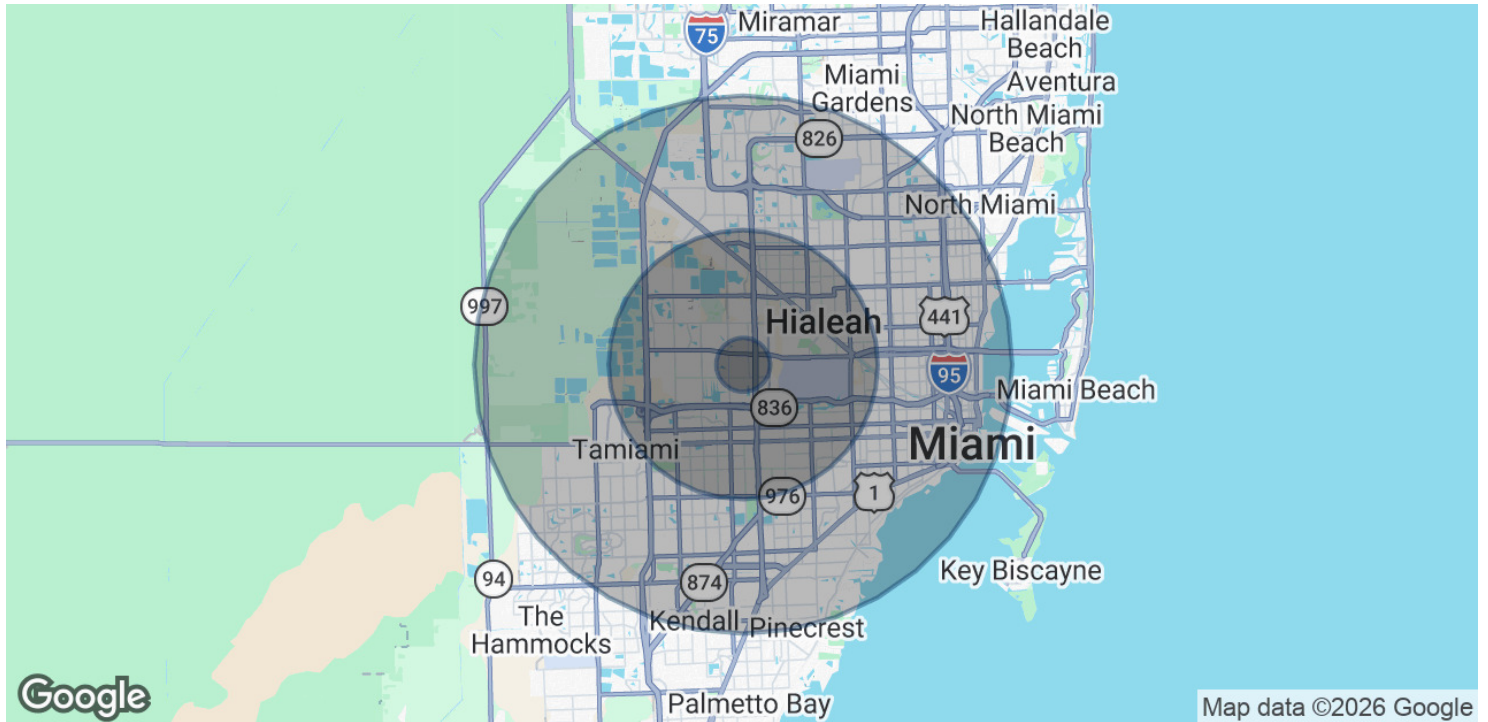 Miramar
Hallandale
Beach
75
Miami
Gardens
Aventura
North Miami
Beach
826
North Miami
997
Hialeah
441
95
Miami Beach
836
Miami
Tamiami
976
1
94
874
Key Biscayne
The
Hammocks
Kendall
Pinecrest
Palmetto Bay
Google
Map data ©2026 Google